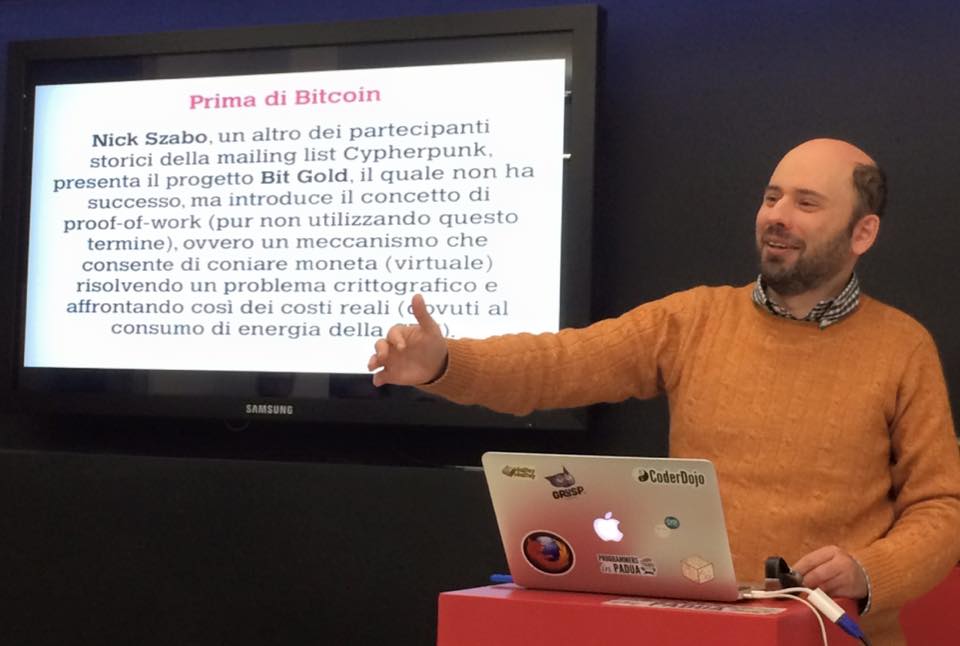 Prima di Bitcoin
Nick Szabo, un altro dei partecipanti
storici della mailing list Cypherpunk,
presenta il progetto Bit Gold, il quale non ha
successo, ma introduce il concetto di
proof-of-work (pur non utilizzando questo
termine), ovvero un meccanismo che
consente di coniare moneta (virtuale)
risolvendo un problema crittografico e
affrontando così dei costi reali ( al
consumo di energia della
SAMSUNG
GRUSP
CoderDojo
PROGRAMMERS
in PADUA